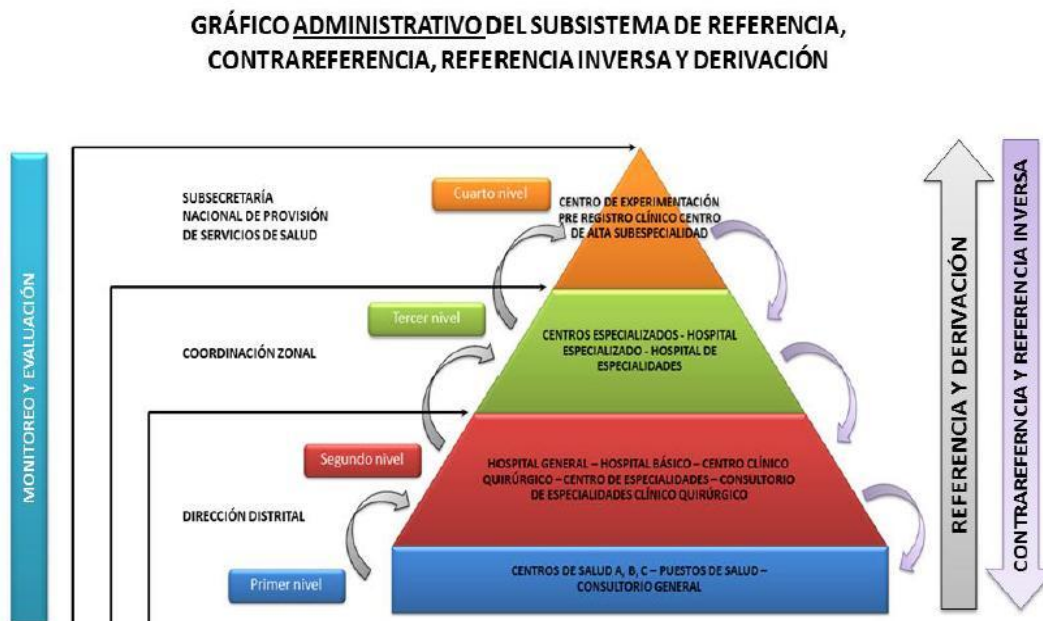 GRÁFICO ADMINISTRATIVO DEL SUBSISTEMA DE REFERENCIA,
CONTRAREFERENCIA, REFERENCIA INVERSA Y DERIVACIÓN
MONITOREO Y EVALUACIÓN
SUBSECRETARÍA
NACIONAL DE PROVISIÓN
DE SERVICIOS DE SALUD
Cuarto nivel
CENTRO DE EXPERIMENTACIÓN
PRE REGISTRO CLÍNICO CENTRO
DE ALTA SUBESPECIALIDAD
COORDINACIÓN ZONAL
Tercer nivel
CENTROS ESPECIALIZADOS - HOSPITAL
ESPECIALIZADO - HOSPITAL DE
ESPECIALIDADES
DIRECCIÓN DISTRITAL
Segundo nivel
HOSPITAL GENERAL – HOSPITAL BÁSICO – CENTRO CLÍNICO
QUIRÚRGICO – CENTRO DE ESPECIALIDADES – CONSULTORIO
DE ESPECIALIDADES CLÍNICO QUIRÚRGICO
Primer nivel
CENTROS DE SALUD A, B, C – PUESTOS DE SALUD –
CONSULTORIO GENERAL
REFERENCIA Y DERIVACIÓN
CONTRAREFERNCIA Y REFERENCIA INVERSA